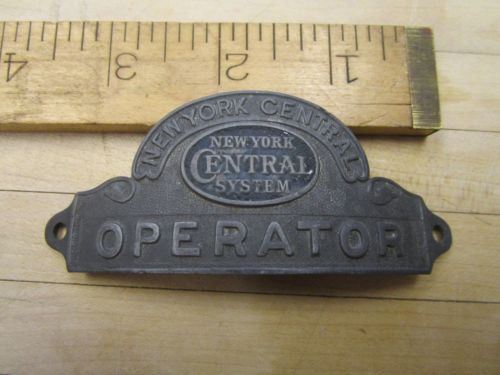 4 3 2 1
NEW YORK CENTRAL
NEW YORK
CENTRAL
SYSTEM
OPERATOR